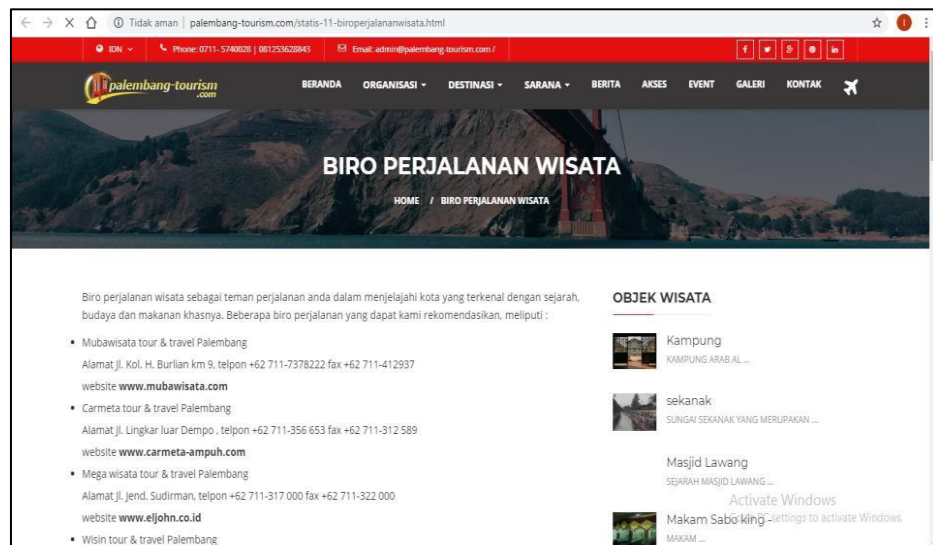 Tidak aman | palembang-tourism.com/statis-11-biroperjalananwisata.html
IDN Phone: 0711- 5740028 | 081253628843 Email: admin@palembang-tourism.com /
palembang-tourism
.com
BERANDA ORGANISASI DESTINASI SARANA BERITA AKSES EVENT GALERI KONTAK
BIRO PERJALANAN WISATA
HOME / BIRO PERJALANAN WISATA
Biro perjalanan wisata sebagai teman perjalanan anda dalam menjelajahi kota yang terkenal dengan sejarah,
budaya dan makanan khasnya. Beberapa biro perjalanan yang dapat kami rekomendasikan, meliputi :
• Mubawisata tour & travel Palembang
Alamat Jl. Kol. H. Burlian km 9, telpon +62 711-7378222 fax +62 711-412937
website www.mubawisata.com
• Carmeta tour & travel Palembang
Alamat Jl. Lingkar luar Dempo , telpon +62 711-356 653 fax +62 711-312 589
website www.carmeta-ampuh.com
• Mega wisata tour & travel Palembang
Alamat Jl. Jend. Sudirman, telpon +62 711-317 000 fax +62 711-322 000
website www.eljohn.co.id
• Wisin tour & travel Palembang
OBJEK WISATA
Kampung
KAMPUNG ARAB AL ...
sekanak
SUNGAI SEKANAK YANG MERUPAKAN ...
Masjid Lawang
SEJARAH MASJID LAWANG ...
Makam Sabo king -
MAKAM ...
Activate Windows
Go to PC settings to activate Windows.